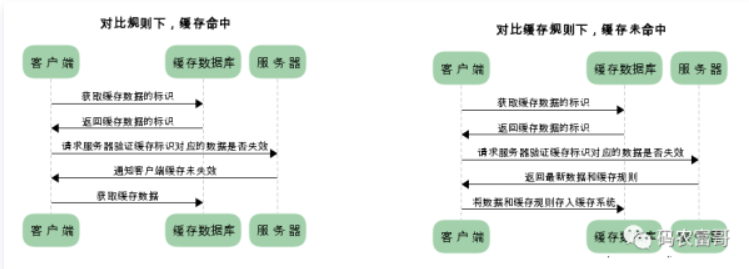 对比规则下，缓存命中
客户端
缓存数据库
服务器
获取缓存数据的标识
返回缓存数据的标识
请求服务器验证缓存标识对应的数据是否失效
通知客户端缓存未失效
获取缓存数据
客户端
缓存数据库
服务器
对比缓存规则下，缓存未命中
客户端
缓存数据库
服务器
获取缓存数据的标识
返回缓存数据的标识
请求服务器验证缓存标识对应的数据是否失效
返回最新数据和缓存规则
将数据和缓存规则存入缓存系统
客户端
缓存数据库
服务器
码农富哥